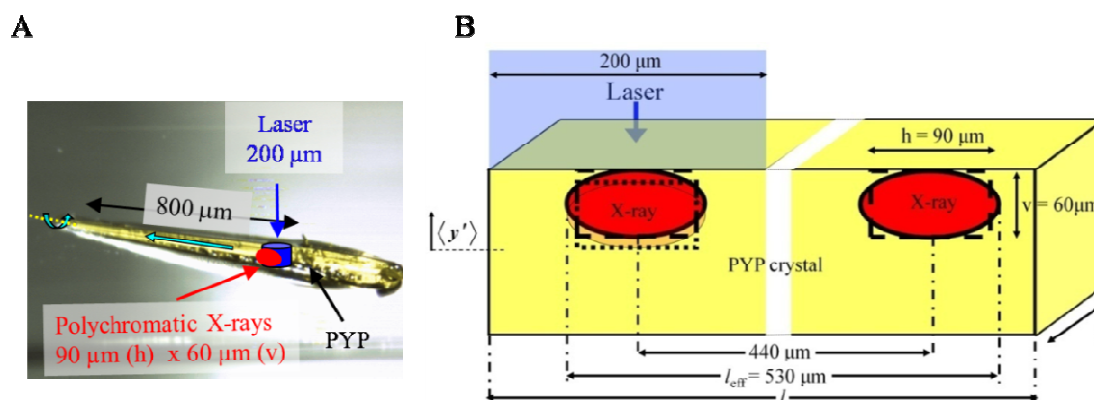 A
Laser
200 μm
800 μm
PYP
Polychromatic X-rays
90 μm (h) x 60 μm (v)
B
200 μm
Laser
h = 90 μm
X-ray
X-ray
v = 60μm
⟨y'⟩
PYP crystal
440 μm
l eff = 530 μm
l